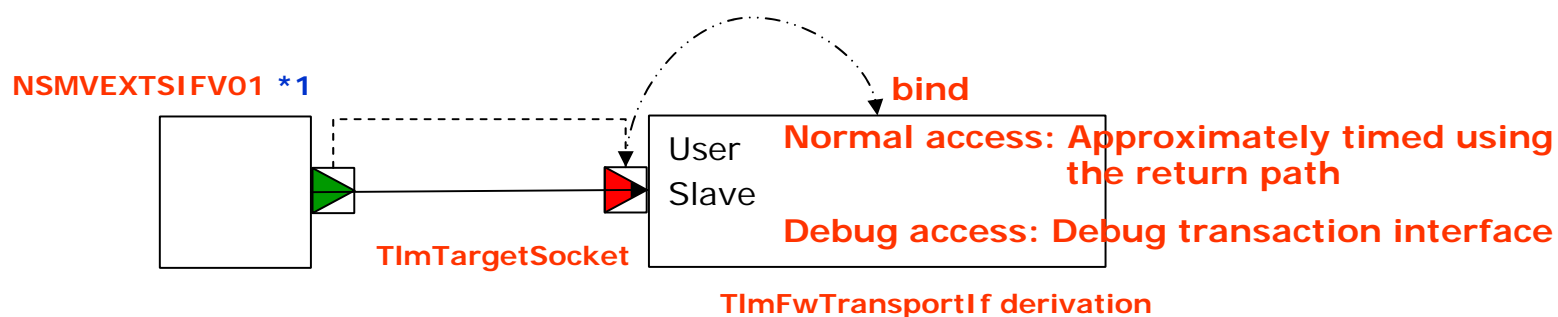 NSMVEXTSIFV01 *1
bind
User
Slave
Normal access: Approximately timed using
the return path
Debug access: Debug transaction interface
TlmTargetSocket
TlmFwTransportIf derivation